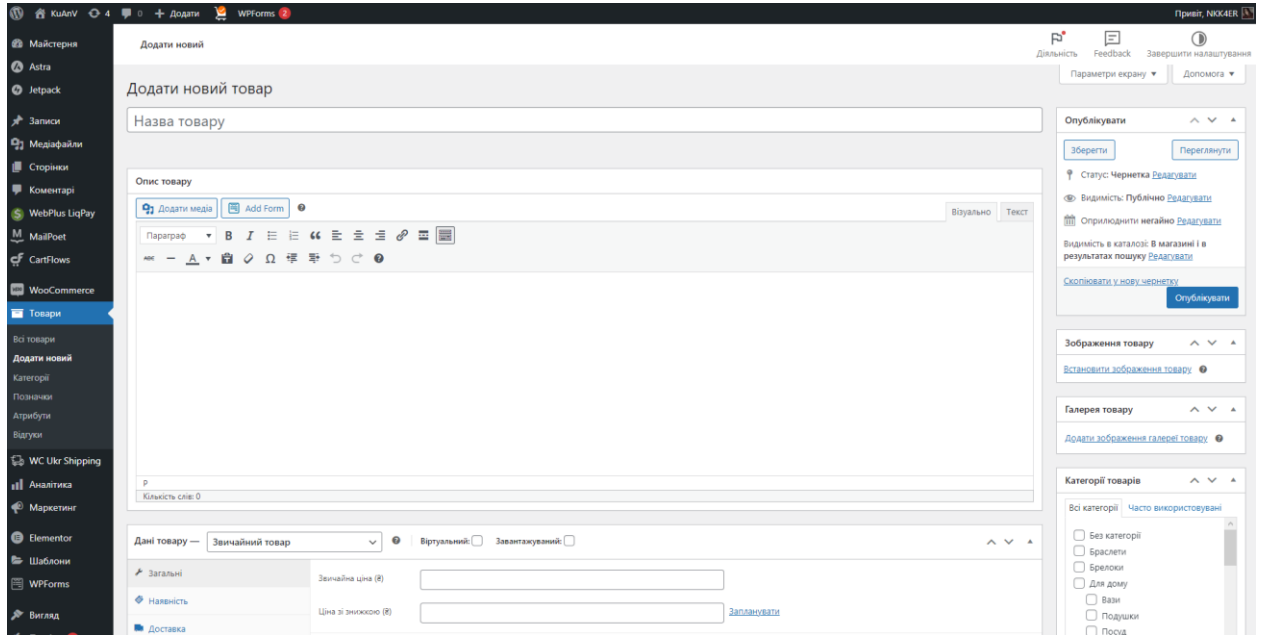 KuAnV 4 0 Додати WPForms 2 Привіт, NKK4ER
Майстерня
Astra
Jetpack
Записи
Медіафайли
Сторінки
Коментарі
WebPlus LiqPay
MailPoet
CartFlows
WooCommerce
Товари
Всі товари
Додати новий
Категорії
Позначки
Атрибути
Відгуки
WC Ukr Shipping
Аналітика
Маркетинг
Elementor
Шаблони
WPForms
Вигляд
Додати новий
Діяльність Feedback Завершити налаштування
Параметри екрану Допомога
Додати новий товар
Назва товару
Опис товару
Додати медіа Add Form
Візуально Текст
Параграф
P
Кількість слів: 0
Дані товару — Звичайний товар Віртуальний: Завантажуваний:
Загальні
Наявність
Доставка
Звичайна ціна (₴)
Ціна зі знижкою (₴) Запланувати
Опублікувати
Зберегти Переглянути
Статус: Чернетка Редагувати
Видимість: Публічно Редагувати
Оприлюднити негайно Редагувати
Видимість в каталозі: В магазині і в
результатах пошуку Редагувати
Скопіювати у нову чернетку
Опублікувати
Зображення товару
Встановити зображення товару
Галерея товару
Додати зображення галереї товару
Категорії товарів
Всі категорії Часто використовувані
Без категорії
Браслети
Брелоки
Для дому
Вази
Подушки
Посуд